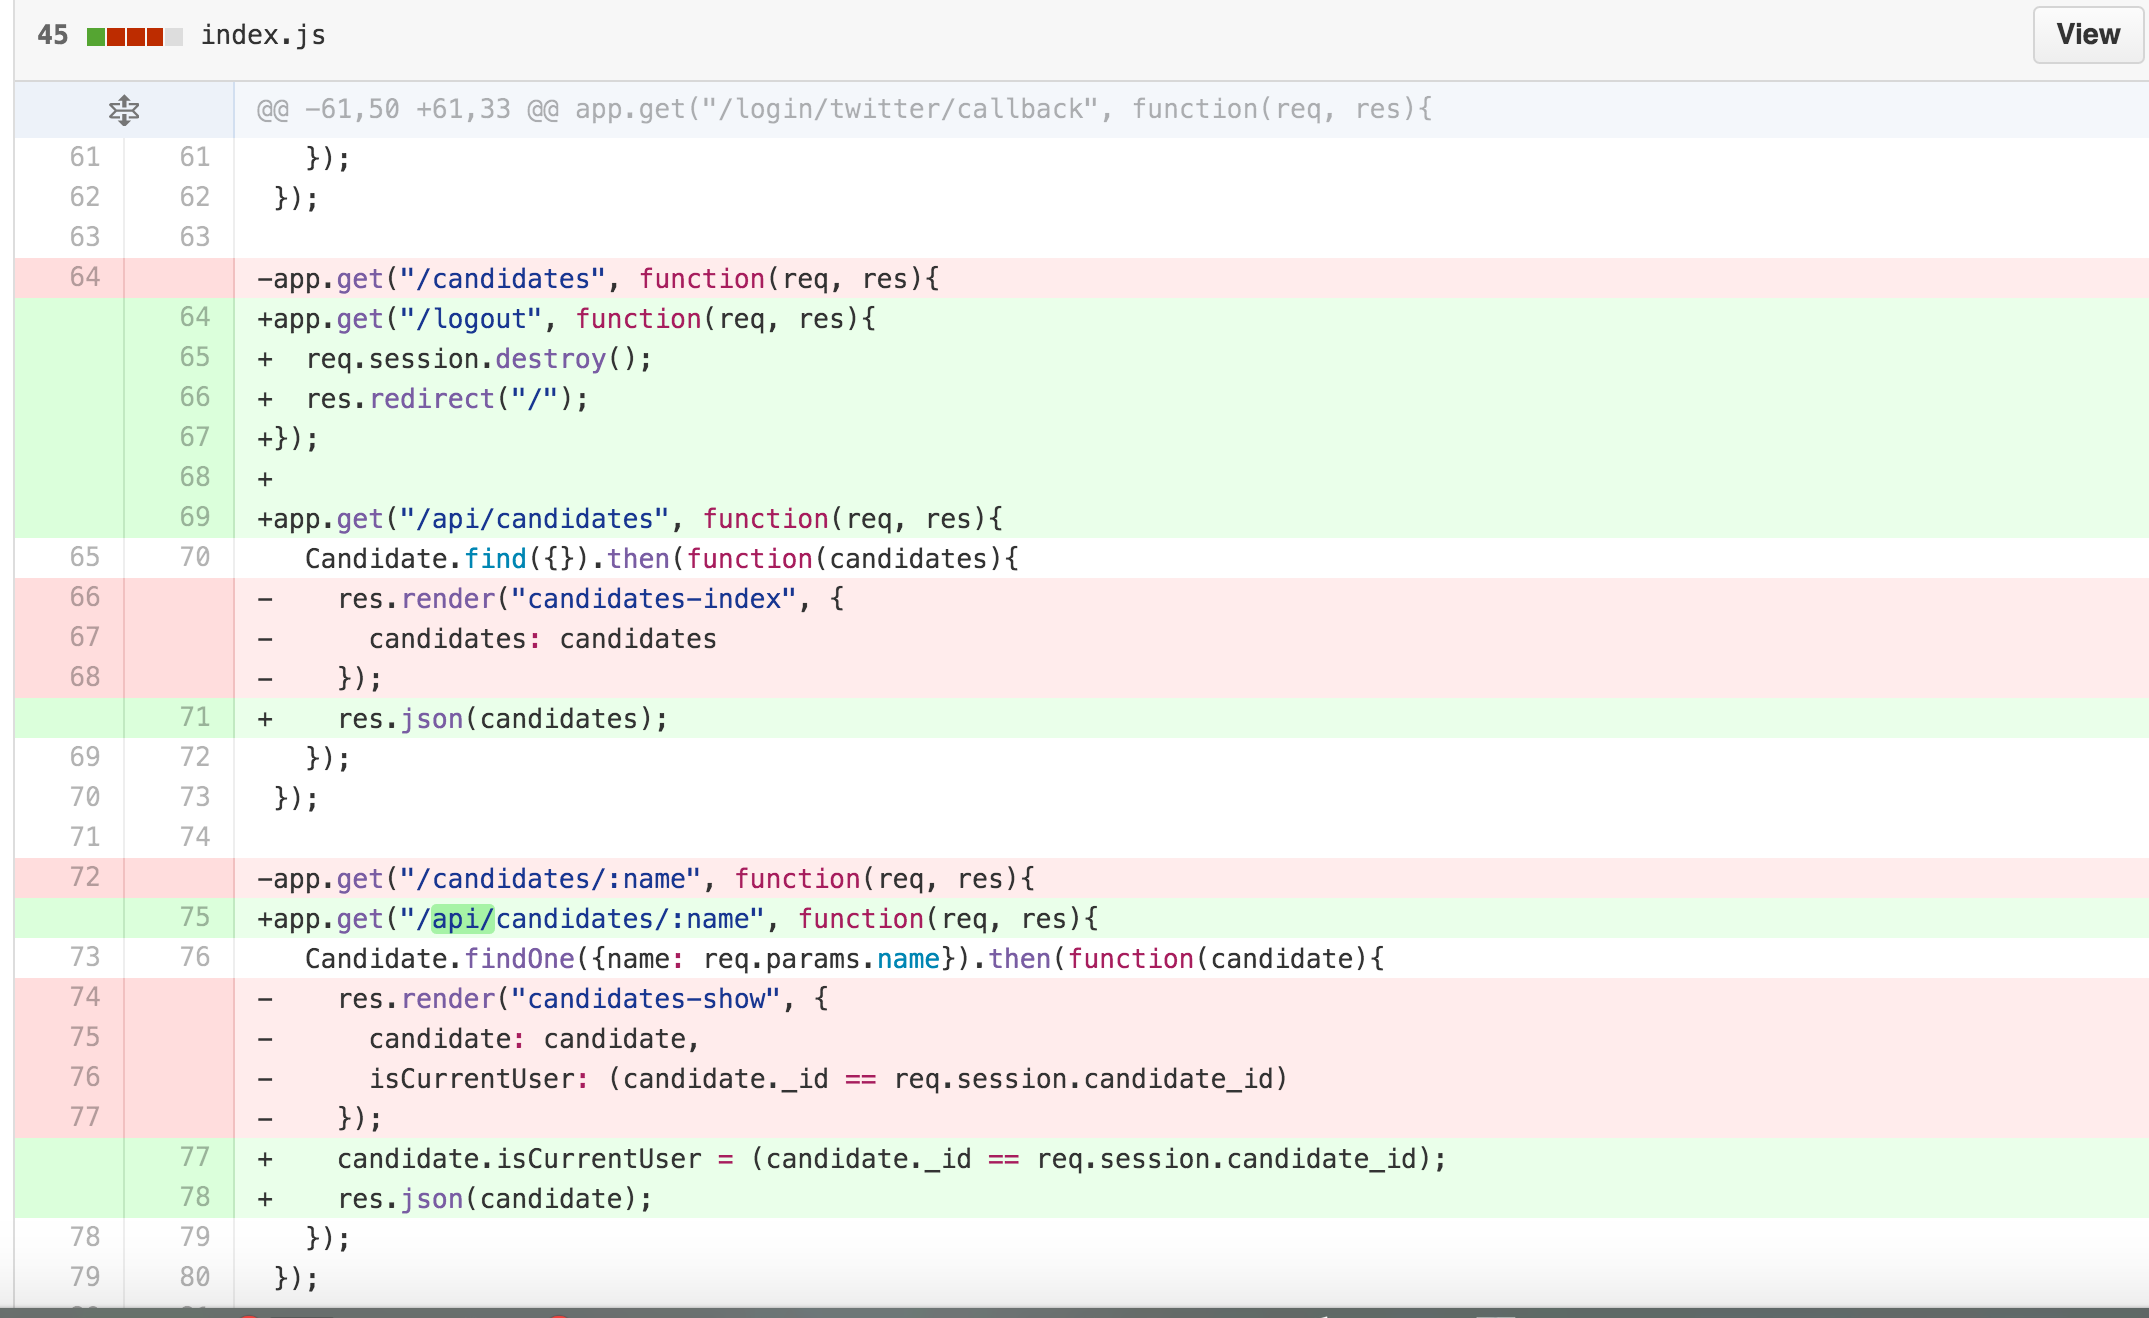 45 index.js View
@@ -61,50 +61,33 @@ app.get("/login/twitter/callback", function(req, res){
61 61 });
62 62 });
63 63
64 -app.get("/candidates", function(req, res){
64 +app.get("/logout", function(req, res){
65 + req.session.destroy();
66 + res.redirect("/");
67 +});
68 +
69 +app.get("/api/candidates", function(req, res){
65 70 Candidate.find({}).then(function(candidates){
66 - res.render("candidates-index", {
67 - candidates: candidates
68 - });
71 + res.json(candidates);
69 72 });
70 73 });
71 74
72 -app.get("/candidates/:name", function(req, res){
75 +app.get("/api/candidates/:name", function(req, res){
73 76 Candidate.findOne({name: req.params.name}).then(function(candidate){
74 - res.render("candidates-show", {
75 - candidate: candidate,
76 - isCurrentUser: (candidate._id == req.session.candidate_id)
77 - });
77 + candidate.isCurrentUser = (candidate._id == req.session.candidate_id);
78 + res.json(candidate);
78 79 });
79 80 });